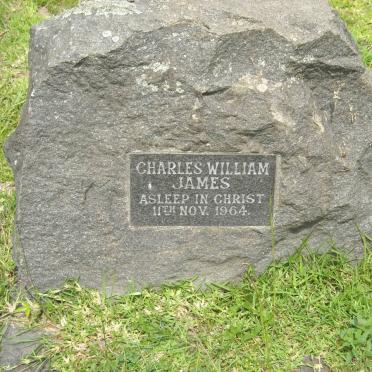 CHARLES WILLIAM
JAMES
ASLEEP IN CHRIST
11TH NOV. 1964.